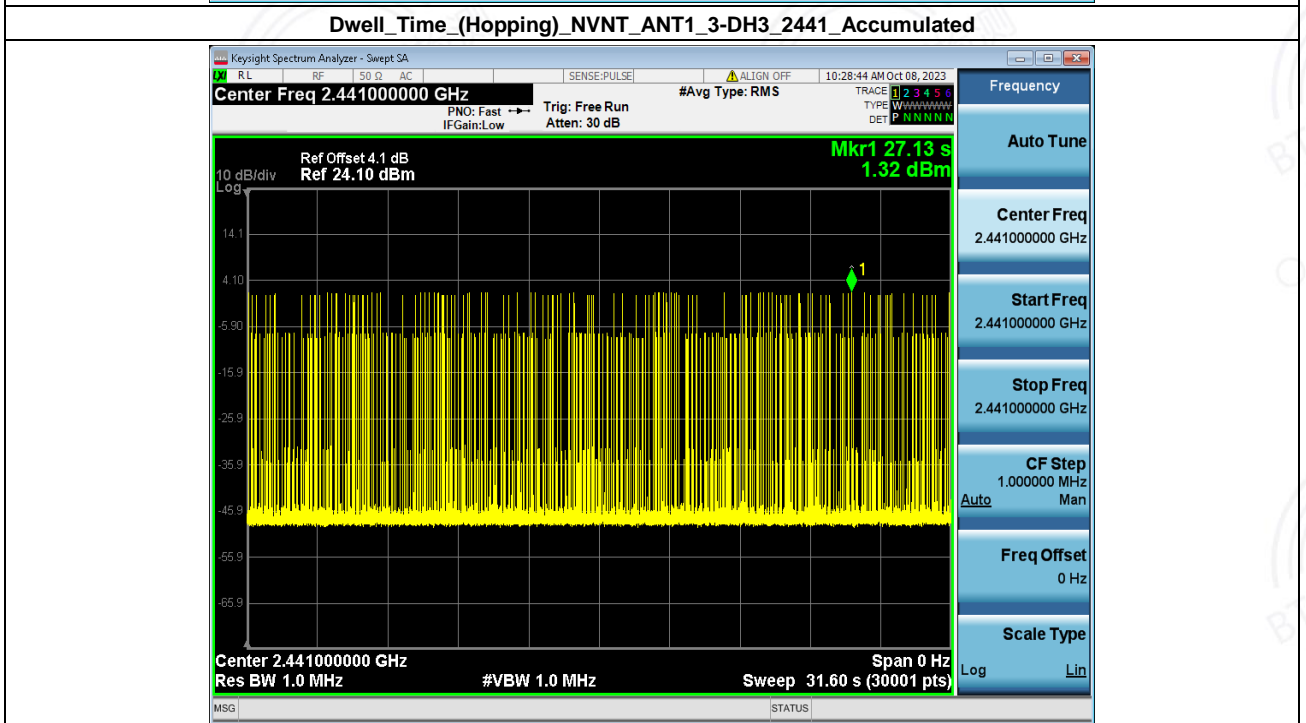 Dwell_Time_(Hopping)_NVNT_ANT1_3-DH3_2441_Accumulated
Keysight Spectrum Analyzer - Swept SA
LXI RL RF 50 Ω AC SENSE:PULSE ALIGN OFF 10:28:44 AM Oct 08, 2023
Center Freq 2.441000000 GHz #Avg Type: RMS TRACE 1 2 3 4 5 6
PNO: Fast Trig: Free Run TYPE WWWWWW
IFGain:Low Atten: 30 dB DET P N N N N N
Frequency
Mkr1 27.13 s
1.32 dBm
Ref Offset 4.1 dB
10 dB/div Ref 24.10 dBm
Log
14.1
4.10
-5.90
-15.9
-25.9
-35.9
-45.9
-55.9
-65.9
1
Center 2.441000000 GHz Span 0 Hz
Res BW 1.0 MHz #VBW 1.0 MHz Sweep 31.60 s (30001 pts)
MSG STATUS
Auto Tune
Center Freq
2.441000000 GHz
Start Freq
2.441000000 GHz
Stop Freq
2.441000000 GHz
CF Step
1.000000 MHz
Auto Man
Freq Offset
0 Hz
Scale Type
Log Lin